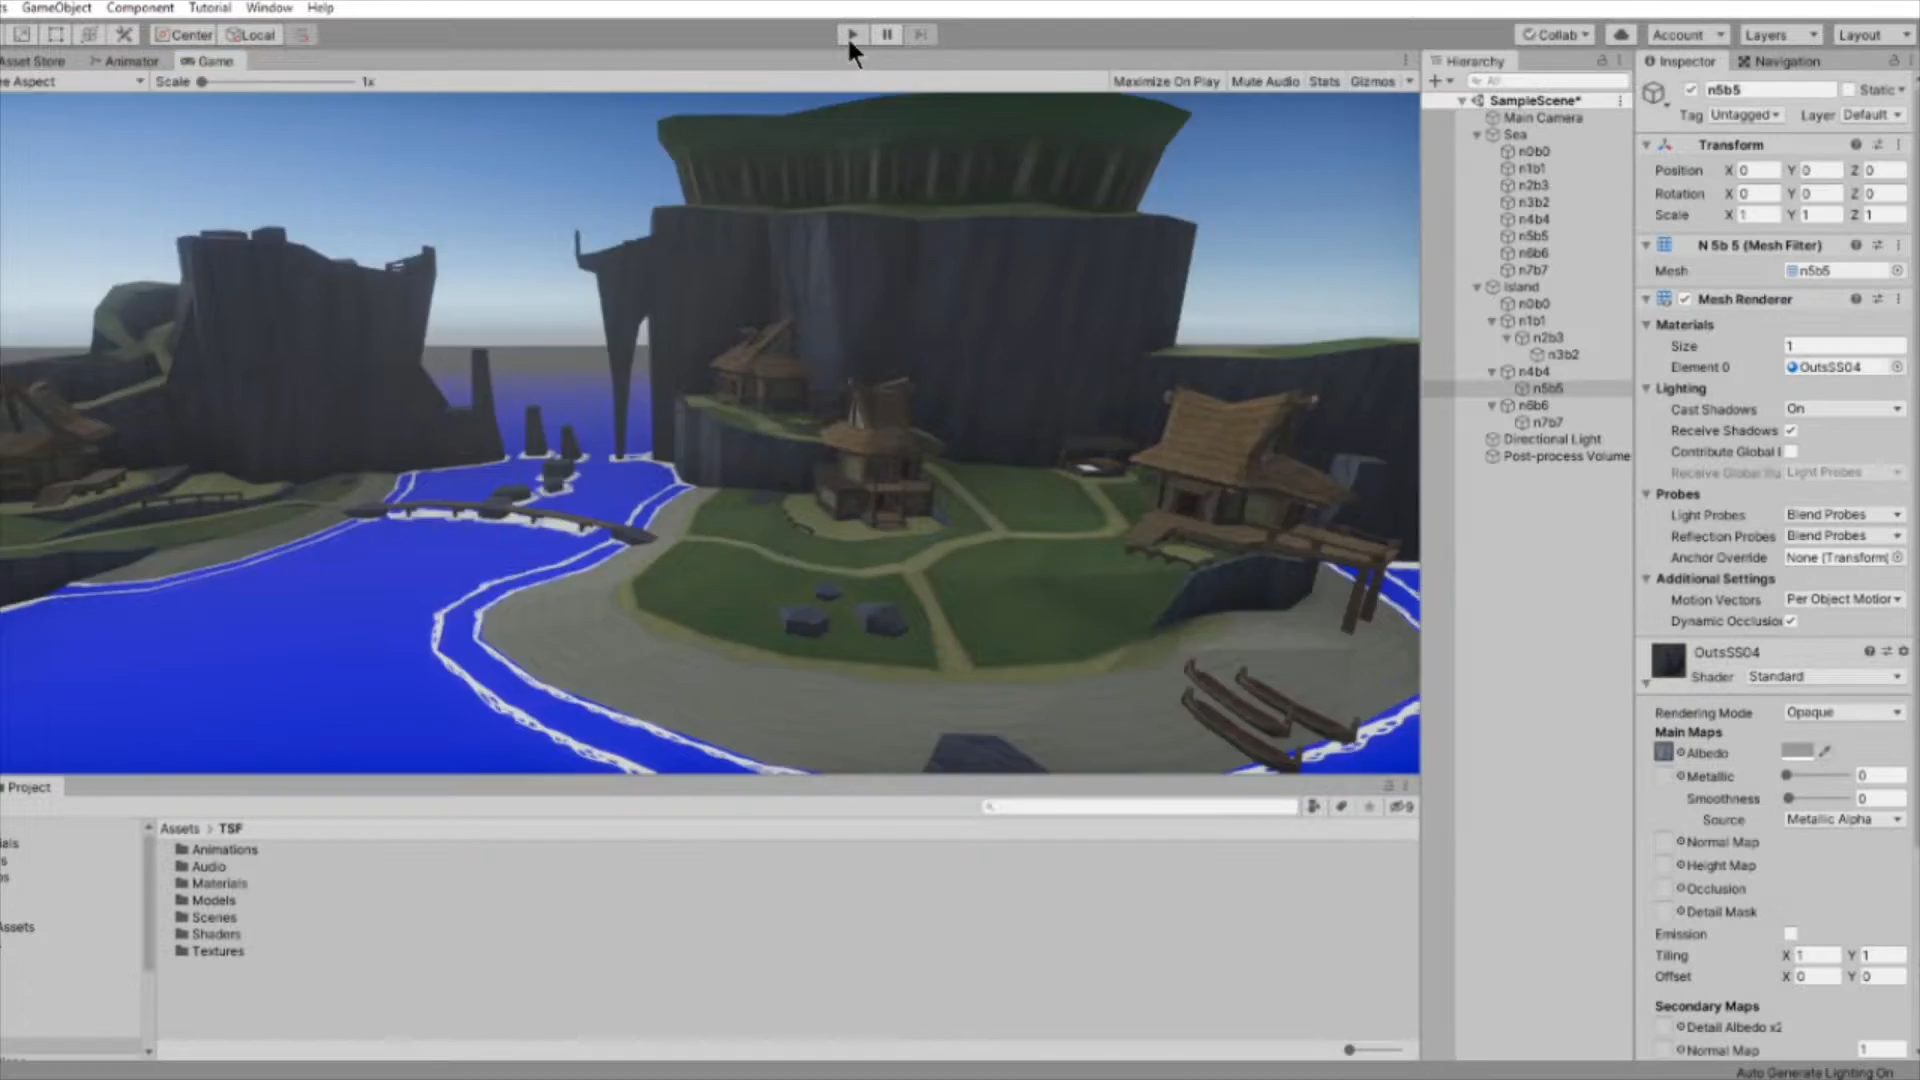 GameObject Component Tutorial Window Help
Center Local
Collab Account Layers Layout
Asset Store Animator Game
Aspect Scale 1x
Maximize On Play Mute Audio Stats Gizmos
Hierarchy
All
SampleScene*
Main Camera
Sea
n0b0
n1b1
n2b3
n3b2
n4b4
n5b5
n6b6
n7b7
Island
n0b0
n1b1
n2b3
n3b2
n4b4
n5b5
n6b6
n7b7
Directional Light
Post-process Volume
Inspector Navigation
n5b5 Static
Tag Untagged Layer Default
Transform
Position X 0 Y 0 Z 0
Rotation X 0 Y 0 Z 0
Scale X 1 Y 1 Z 1
N 5b 5 (Mesh Filter)
Mesh n5b5
Mesh Renderer
Materials
Size 1
Element 0 OutsSS04
Lighting
Cast Shadows On
Receive Shadows
Contribute Global I
Receive Global Light Probes
Probes
Light Probes Blend Probes
Reflection Probes Blend Probes
Anchor Override None (Transform)
Additional Settings
Motion Vectors Per Object Motior
Dynamic Occlusio
OutsSS04
Shader Standard
Rendering Mode Opaque
Main Maps
Albedo
Metallic 0
Smoothness 0
Source Metallic Alpha
Normal Map
Height Map
Occlusion
Detail Mask
Emission
Tiling X 1 Y 1
Offset X 0 Y 0
Secondary Maps
Detail Albedo x2
Normal Map 1
Project
9
Assets > TSF
Animations
Audio
Materials
Models
Scenes
Shaders
Textures
Auto Generate Lighting On